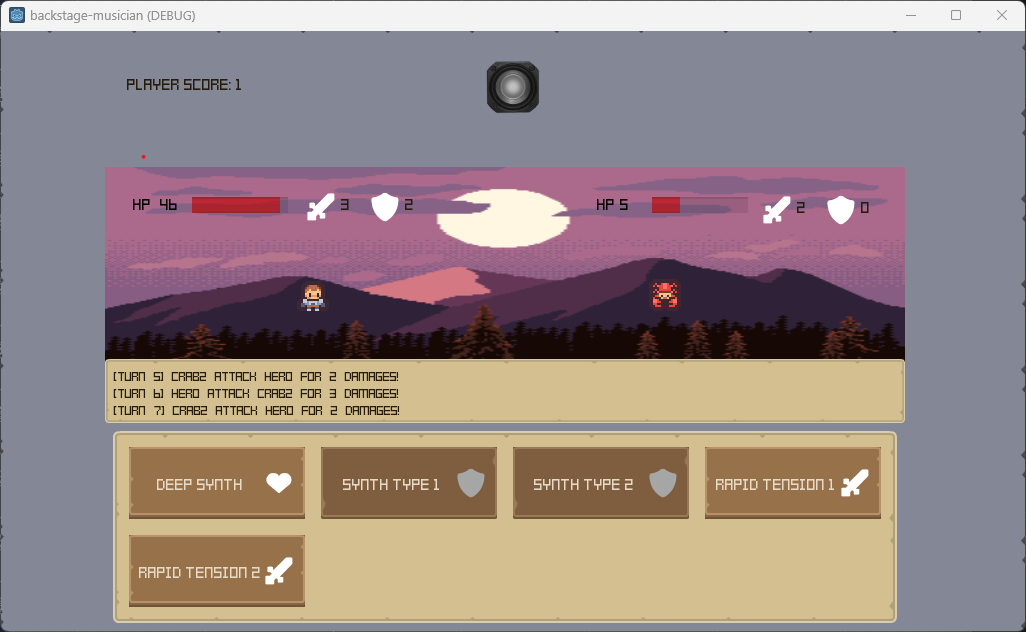 backstage-musician (DEBUG)
PLAYER SCORE: 1
HP 46 3 2 HP 5 2 0
[TURN 5] CRAB2 ATTACK HERO FOR 2 DAMAGES!
[TURN 6] HERO ATTACK CRAB2 FOR 3 DAMAGES!
[TURN 7] CRAB2 ATTACK HERO FOR 2 DAMAGES!
DEEP SYNTH SYNTH TYPE 1 SYNTH TYPE 2 RAPID TENSION 1
RAPID TENSION 2